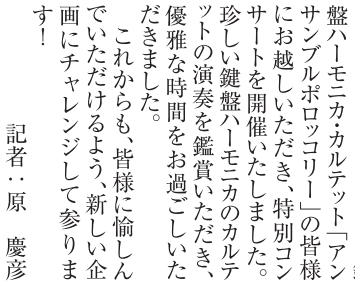 盤ハーモニカ・カルテット「アン
サンブルポロッコリー」の皆様
にお越しいただき、特別コン
サートを開催いたしました。
珍しい鍵盤ハーモニカのカルテ
ットの演奏を鑑賞いただき、
優雅な時間をお過ごしいた
だきました。
これからも、皆様に愉しん
でいただけるよう、新しい企
画にチャレンジして参りま
す！
記者：原　慶彦